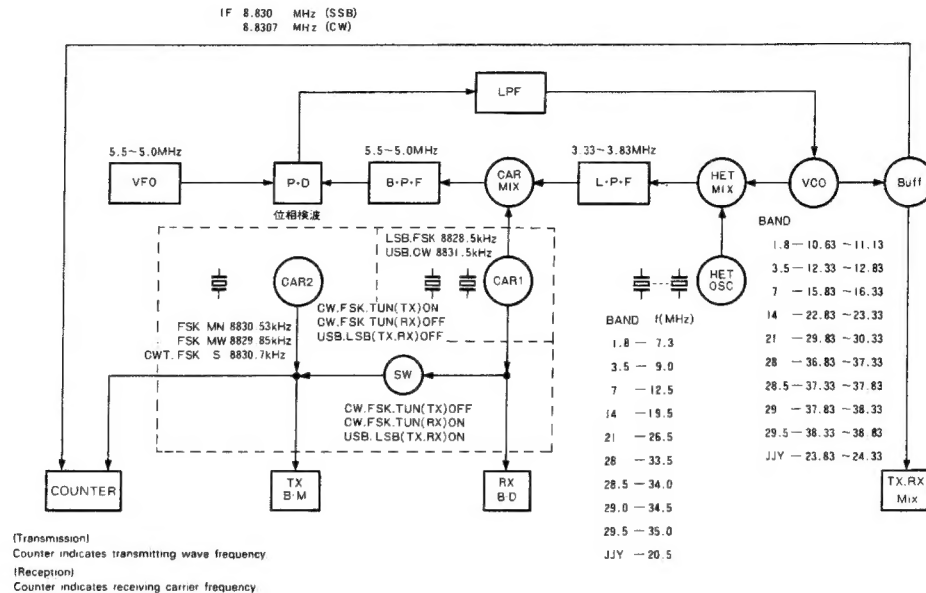 IF 8.830 MHz (SSB)
8.8307 MHz (CW)
LPF
5.5~5.0MHz
VFO
P·D
位相検波
5.5~5.0MHz
B·P·F
CAR MIX
3.33~3.83MHz
L·P·F
HET MIX
VCO
Buff
LSB.FSK 8828.5kHz
USB.CW 8831.5kHz
CAR2
CAR1
HET OSC
CW.FSK.TUN(TX)ON
CW.FSK TUN(RX)OFF
USB.LSB(TX.RX)OFF
FSK MN 8830 53kHz
FSK MW 8829.85kHz
CWT.FSK S 8830.7kHz
SW
CW.FSK.TUN(TX)OFF
CW.FSK.TUN(RX)ON
USB.LSB(TX.RX)ON
BAND f(MHz)
1.8 — 7.3
3.5 — 9.0
7 — 12.5
14 — 19.5
21 — 26.5
28 — 33.5
28.5 — 34.0
29.0 — 34.5
29.5 — 35.0
JJY — 20.5
BAND
1.8 — 10.63 ~ 11.13
3.5 — 12.33 ~ 12.83
7 — 15.83 ~ 16.33
14 — 22.83 ~ 23.33
21 — 29.83 ~ 30.33
28 — 36.83 ~ 37.33
28.5 — 37.33 ~ 37.83
29 — 37.83 ~ 38.33
29.5 — 38.33 ~ 38 83
JJY — 23.83 ~ 24.33
COUNTER
TX B·M
RX B·D
TX.RX Mix
(Transmission)
Counter indicates transmitting wave frequency
(Reception)
Counter indicates receiving carrier frequency